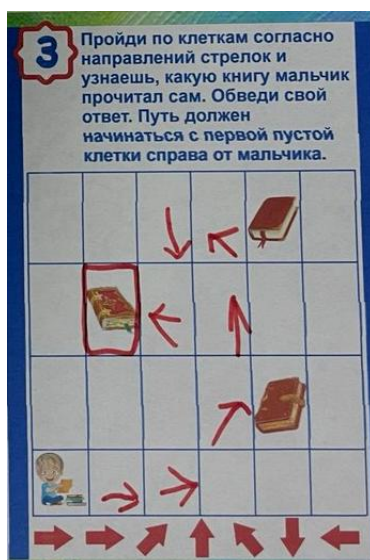 3
Пройди по клеткам согласно
направлений стрелок и
узнаешь, какую книгу мальчик
прочитал сам. Обведи свой
ответ. Путь должен
начинаться с первой пустой
клетки справа от мальчика.